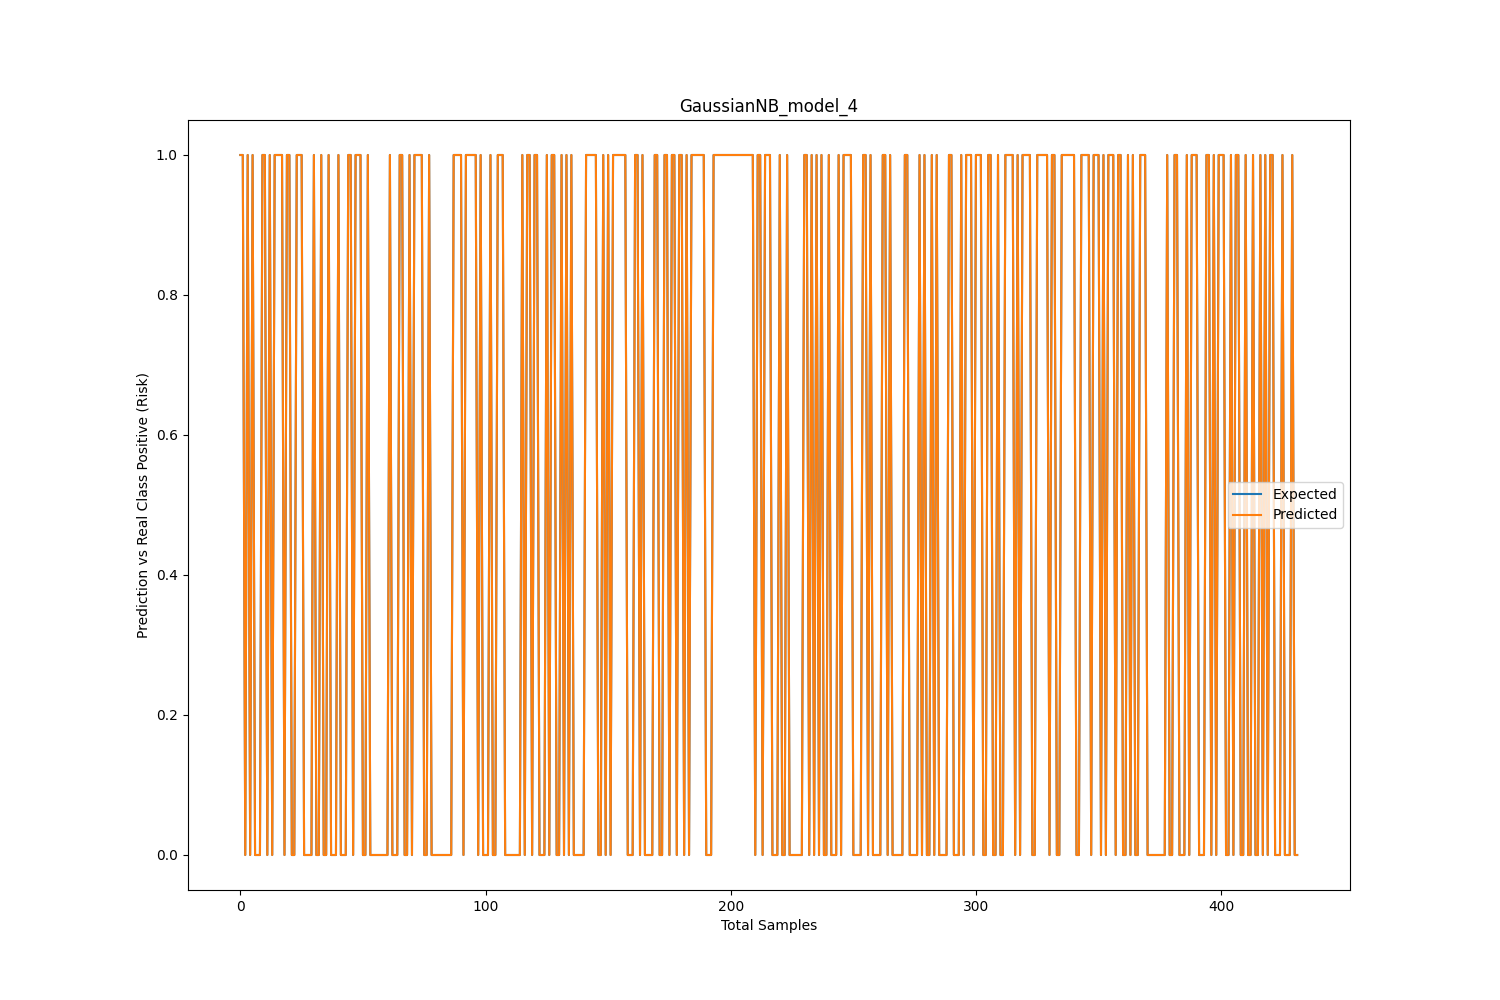 GaussianNB_model_4
Prediction vs Real Class Positive (Risk)
1.0
0.8
0.6
0.4
0.2
0.0
Expected
Predicted
0 100 200 300 400
Total Samples